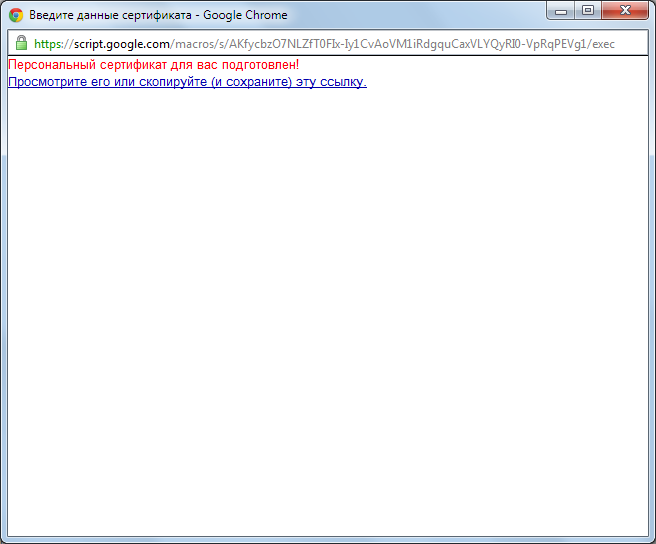 Введите данные сертификата - Google Chrome
https://script.google.com/macros/s/AKfycbzO7NLZfT0FIx-Iy1CvAoVM1iRdgquCaxVLYQyRI0-VpRqPEVg1/exec
Персональный сертификат для вас подготовлен!
Просмотрите его или скопируйте (и сохраните) эту ссылку.